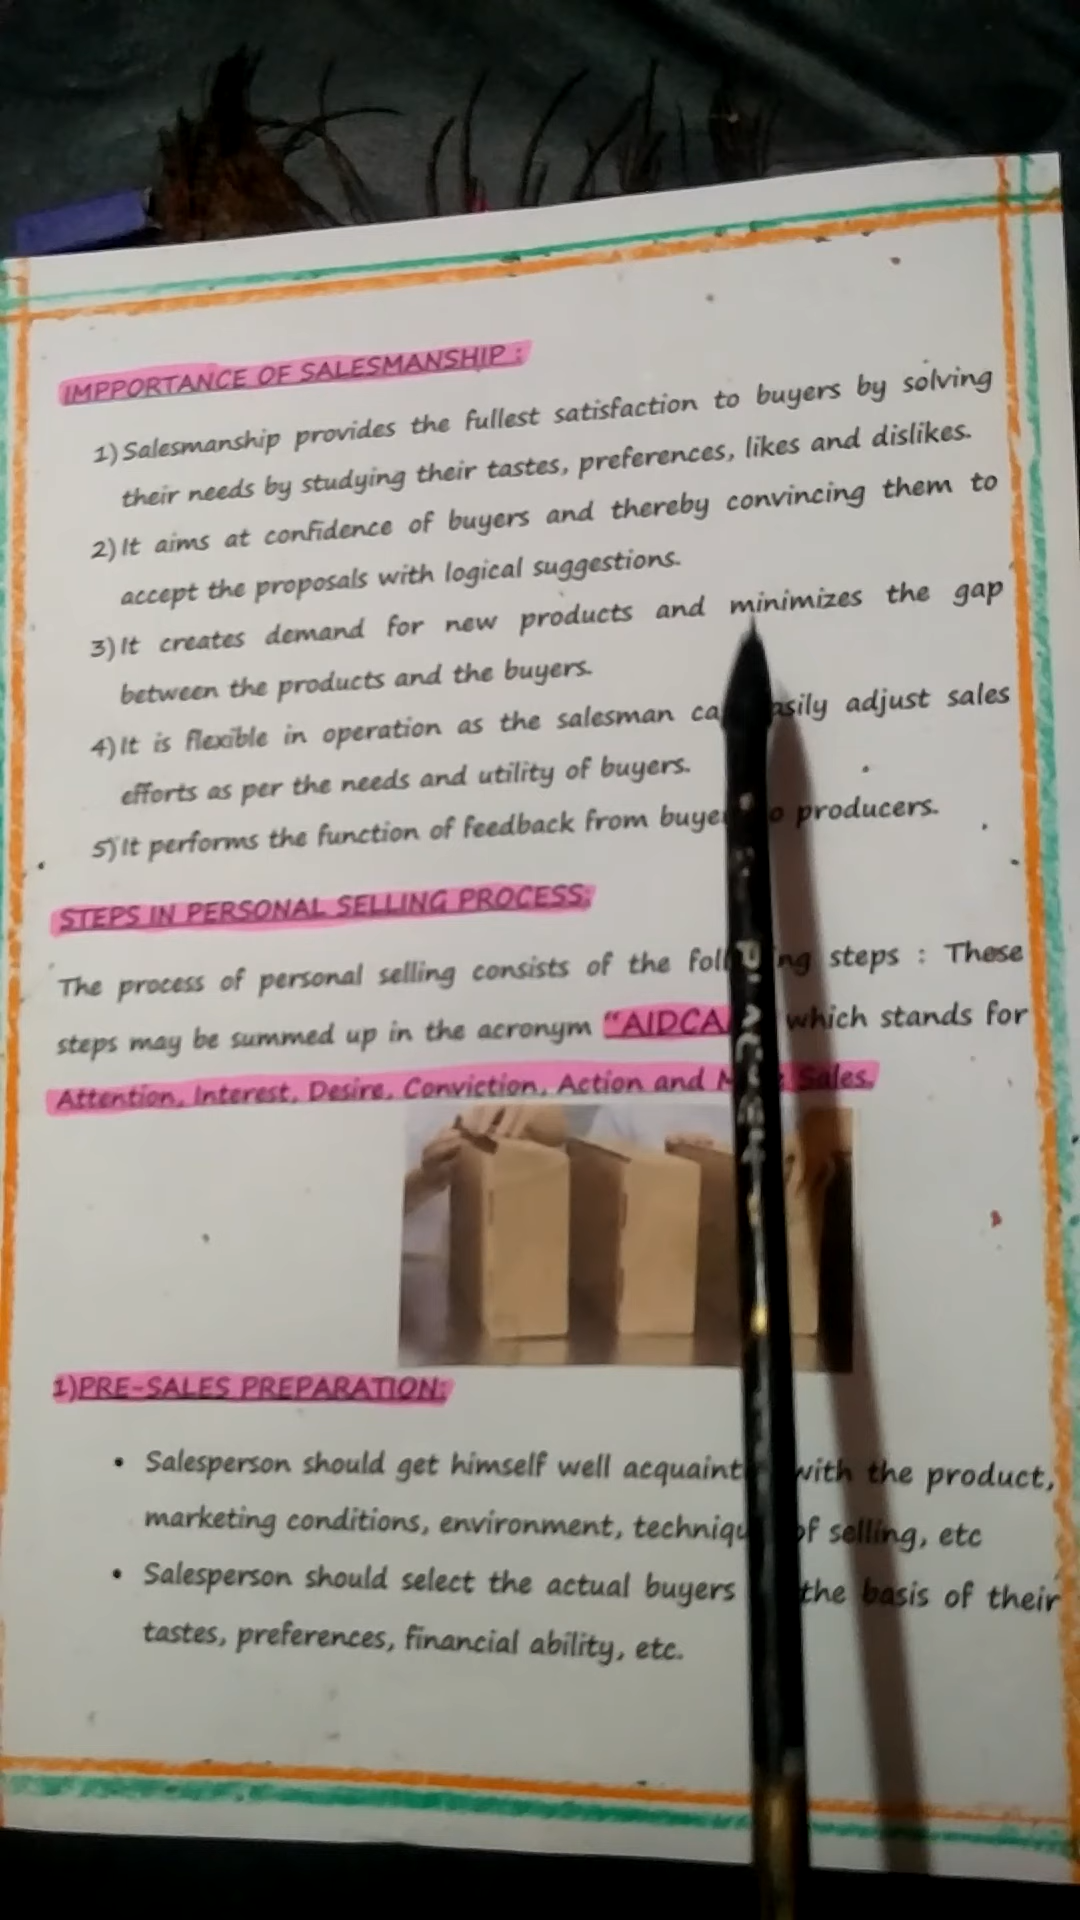 IMPPORTANCE OF SALESMANSHIP :
1) Salesmanship provides the fullest satisfaction to buyers by solving
their needs by studying their tastes, preferences, likes and dislikes.
2) It aims at confidence of buyers and thereby convincing them to
accept the proposals with logical suggestions.
3) It creates demand for new products and minimizes the gap
between the products and the buyers.
4) It is flexible in operation as the salesman ca asily adjust sales
efforts as per the needs and utility of buyers.
5) It performs the function of feedback from buye o producers.
STEPS IN PERSONAL SELLING PROCESS:
The process of personal selling consists of the foll ng steps : These
steps may be summed up in the acronym "AIDCA which stands for
Attention, Interest, Desire, Conviction, Action and M Sales.
1)PRE-SALES PREPARATION:
• Salesperson should get himself well acquaint with the product,
marketing conditions, environment, techniqu of selling, etc
• Salesperson should select the actual buyers the basis of their
tastes, preferences, financial ability, etc.